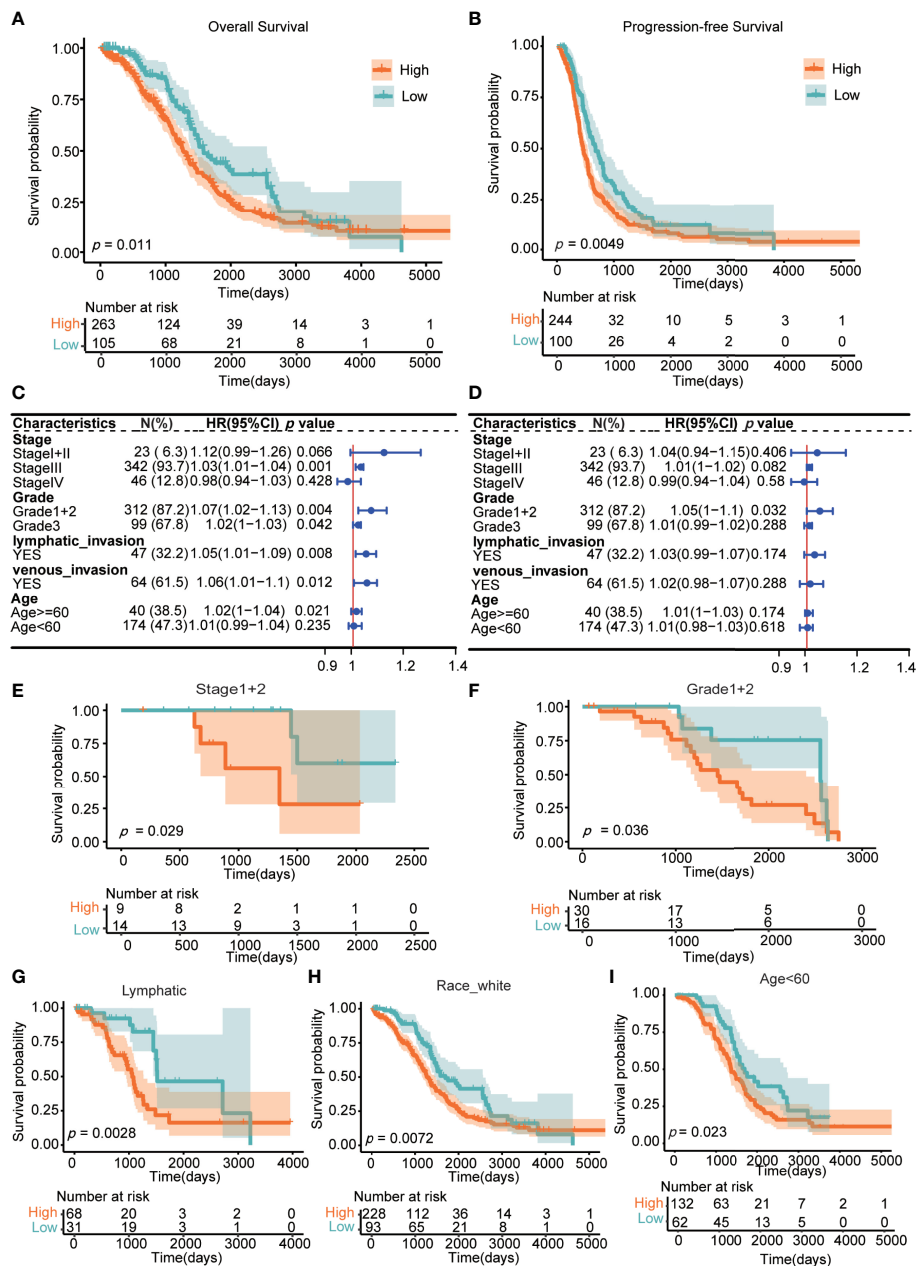 A
Overall Survival
Survival probability
1.00
0.75
0.50
0.25
0.00
High
Low
p = 0.011
0 1000 2000 3000 4000 5000
Time(days)
Number at risk
High 263 124 39 14 3 1
Low 105 68 21 8 1 0
0 1000 2000 3000 4000 5000
Time(days)
B
Progression-free Survival
Survival probability
1.00
0.75
0.50
0.25
0.00
High
Low
p = 0.0049
0 1000 2000 3000 4000 5000
Time(days)
Number at risk
High 244 32 10 5 3 1
Low 100 26 4 2 0 0
0 1000 2000 3000 4000 5000
Time(days)
C
Characteristics N(%) HR(95%CI) p value
Stage
StageI+II 23 ( 6.3) 1.12(0.99−1.26) 0.066
StageIII 342 (93.7) 1.03(1.01−1.04) 0.001
StageIV 46 (12.8) 0.98(0.94−1.03) 0.428
Grade
Grade1+2 312 (87.2) 1.07(1.02−1.13) 0.004
Grade3 99 (67.8) 1.02(1−1.03) 0.042
lymphatic_invasion
YES 47 (32.2) 1.05(1.01−1.09) 0.008
venous_invasion
YES 64 (61.5) 1.06(1.01−1.1) 0.012
Age
Age>=60 40 (38.5) 1.02(1−1.04) 0.021
Age<60 174 (47.3) 1.01(0.99−1.04) 0.235
0.9 1 1.2 1.4
D
Characteristics N(%) HR(95%CI) p value
Stage
StageI+II 23 ( 6.3) 1.04(0.94−1.15) 0.406
StageIII 342 (93.7) 1.01(1−1.02) 0.082
StageIV 46 (12.8) 0.99(0.94−1.04) 0.58
Grade
Grade1+2 312 (87.2) 1.05(1−1.1) 0.032
Grade3 99 (67.8) 1.01(0.99−1.02) 0.288
lymphatic_invasion
YES 47 (32.2) 1.03(0.99−1.07) 0.174
venous_invasion
YES 64 (61.5) 1.02(0.98−1.07) 0.288
Age
Age>=60 40 (38.5) 1.01(1−1.03) 0.174
Age<60 174 (47.3) 1.01(0.98−1.03) 0.618
0.9 1 1.2 1.4
E
Stage1+2
Survival probability
1.00
0.75
0.50
0.25
0.00
p = 0.029
0 500 1000 1500 2000 2500
Time(days)
Number at risk
High 9 8 2 1 1 0
Low 14 13 9 3 1 0
0 500 1000 1500 2000 2500
Time(days)
F
Grade1+2
Survival probability
1.00
0.75
0.50
0.25
0.00
p = 0.036
0 1000 2000 3000
Time(days)
Number at risk
High 30 17 5 0
Low 16 13 6 0
0 1000 2000 3000
Time(days)
G
Lymphatic
Survival probability
1.00
0.75
0.50
0.25
0.00
p = 0.0028
0 1000 2000 3000 4000
Time(days)
Number at risk
High 68 20 3 2 0
Low 31 19 3 1 0
0 1000 2000 3000 4000
Time(days)
H
Race_white
Survival probability
1.00
0.75
0.50
0.25
0.00
p = 0.0072
0 1000 2000 3000 4000 5000
Time(days)
Number at risk
High 228 112 36 14 3 1
Low 93 65 21 8 1 0
0 1000 2000 3000 4000 5000
Time(days)
I
Age<60
Survival probability
1.00
0.75
0.50
0.25
0.00
p = 0.023
0 1000 2000 3000 4000 5000
Time(days)
Number at risk
High 132 63 21 7 2 1
Low 62 45 13 5 0 0
0 1000 2000 3000 4000 5000
Time(days)